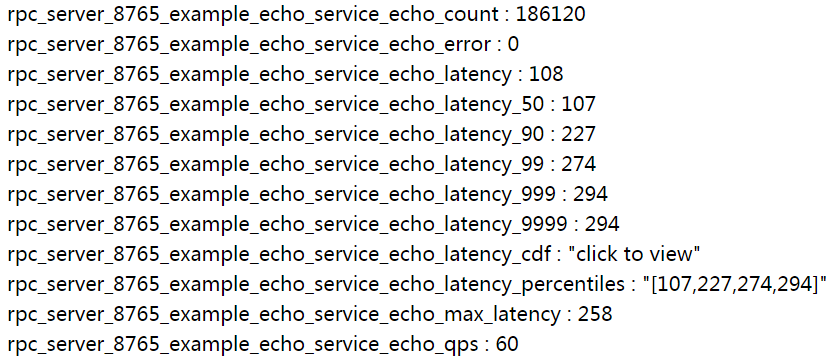 rpc_server_8765_example_echo_service_echo_count : 186120
rpc_server_8765_example_echo_service_echo_error : 0
rpc_server_8765_example_echo_service_echo_latency : 108
rpc_server_8765_example_echo_service_echo_latency_50 : 107
rpc_server_8765_example_echo_service_echo_latency_90 : 227
rpc_server_8765_example_echo_service_echo_latency_99 : 274
rpc_server_8765_example_echo_service_echo_latency_999 : 294
rpc_server_8765_example_echo_service_echo_latency_9999 : 294
rpc_server_8765_example_echo_service_echo_latency_cdf : "click to view"
rpc_server_8765_example_echo_service_echo_latency_percentiles : "[107,227,274,294]"
rpc_server_8765_example_echo_service_echo_max_latency : 258
rpc_server_8765_example_echo_service_echo_qps : 60